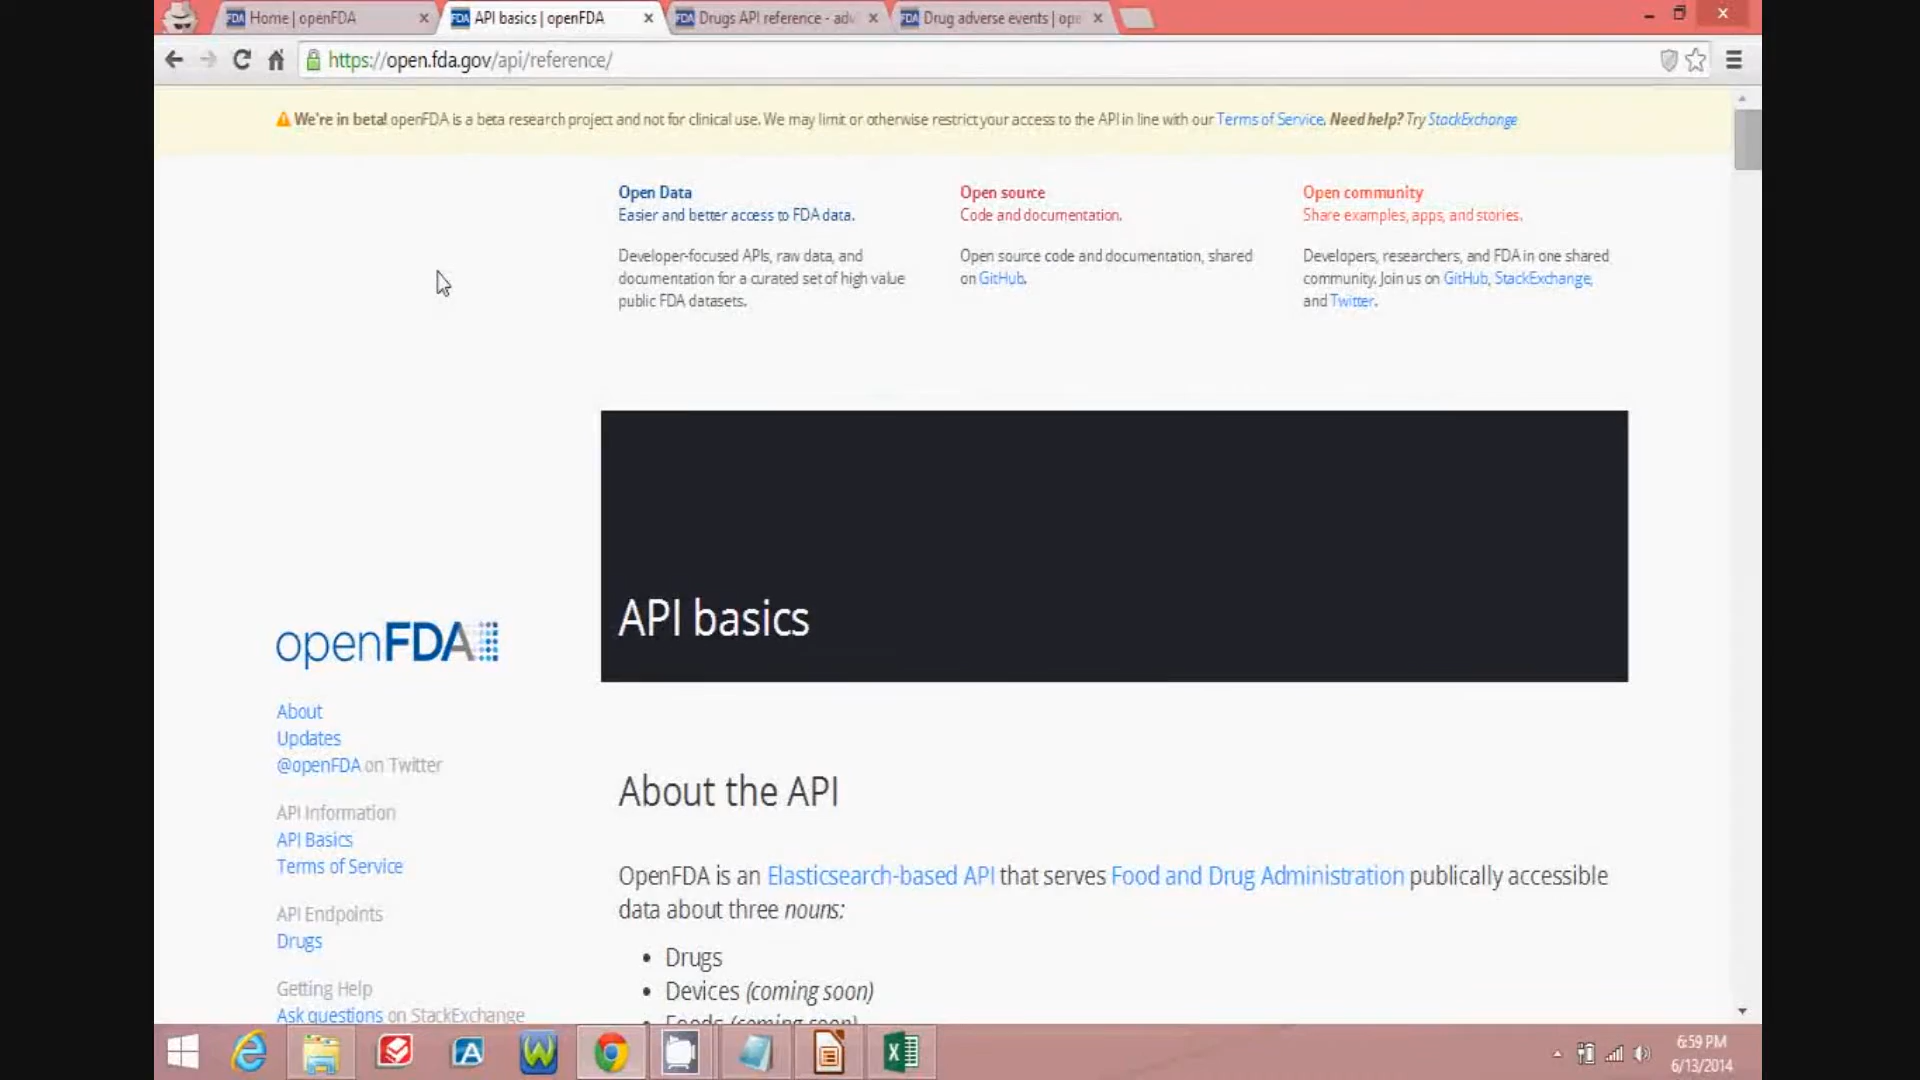 Home | openFDA
API basics | openFDA
Drugs API reference - adv
Drug adverse events | ope
https://open.fda.gov/api/reference/
We're in beta! openFDA is a beta research project and not for clinical use. We may limit or otherwise restrict your access to the API in line with our Terms of Service. Need help? Try StackExchange
Open Data
Easier and better access to FDA data.
Developer-focused APIs, raw data, and
documentation for a curated set of high value
public FDA datasets.
Open source
Code and documentation.
Open source code and documentation, shared
on GitHub.
Open community
Share examples, apps, and stories.
Developers, researchers, and FDA in one shared
community. Join us on GitHub, StackExchange,
and Twitter.
API basics
openFDA
About
Updates
@openFDA on Twitter
API Information
API Basics
Terms of Service
API Endpoints
Drugs
Getting Help
Ask questions on StackExchange
About the API
OpenFDA is an Elasticsearch-based API that serves Food and Drug Administration publically accessible
data about three nouns:
• Drugs
• Devices (coming soon)
• Foods (coming soon)
6:59 PM
6/13/2014